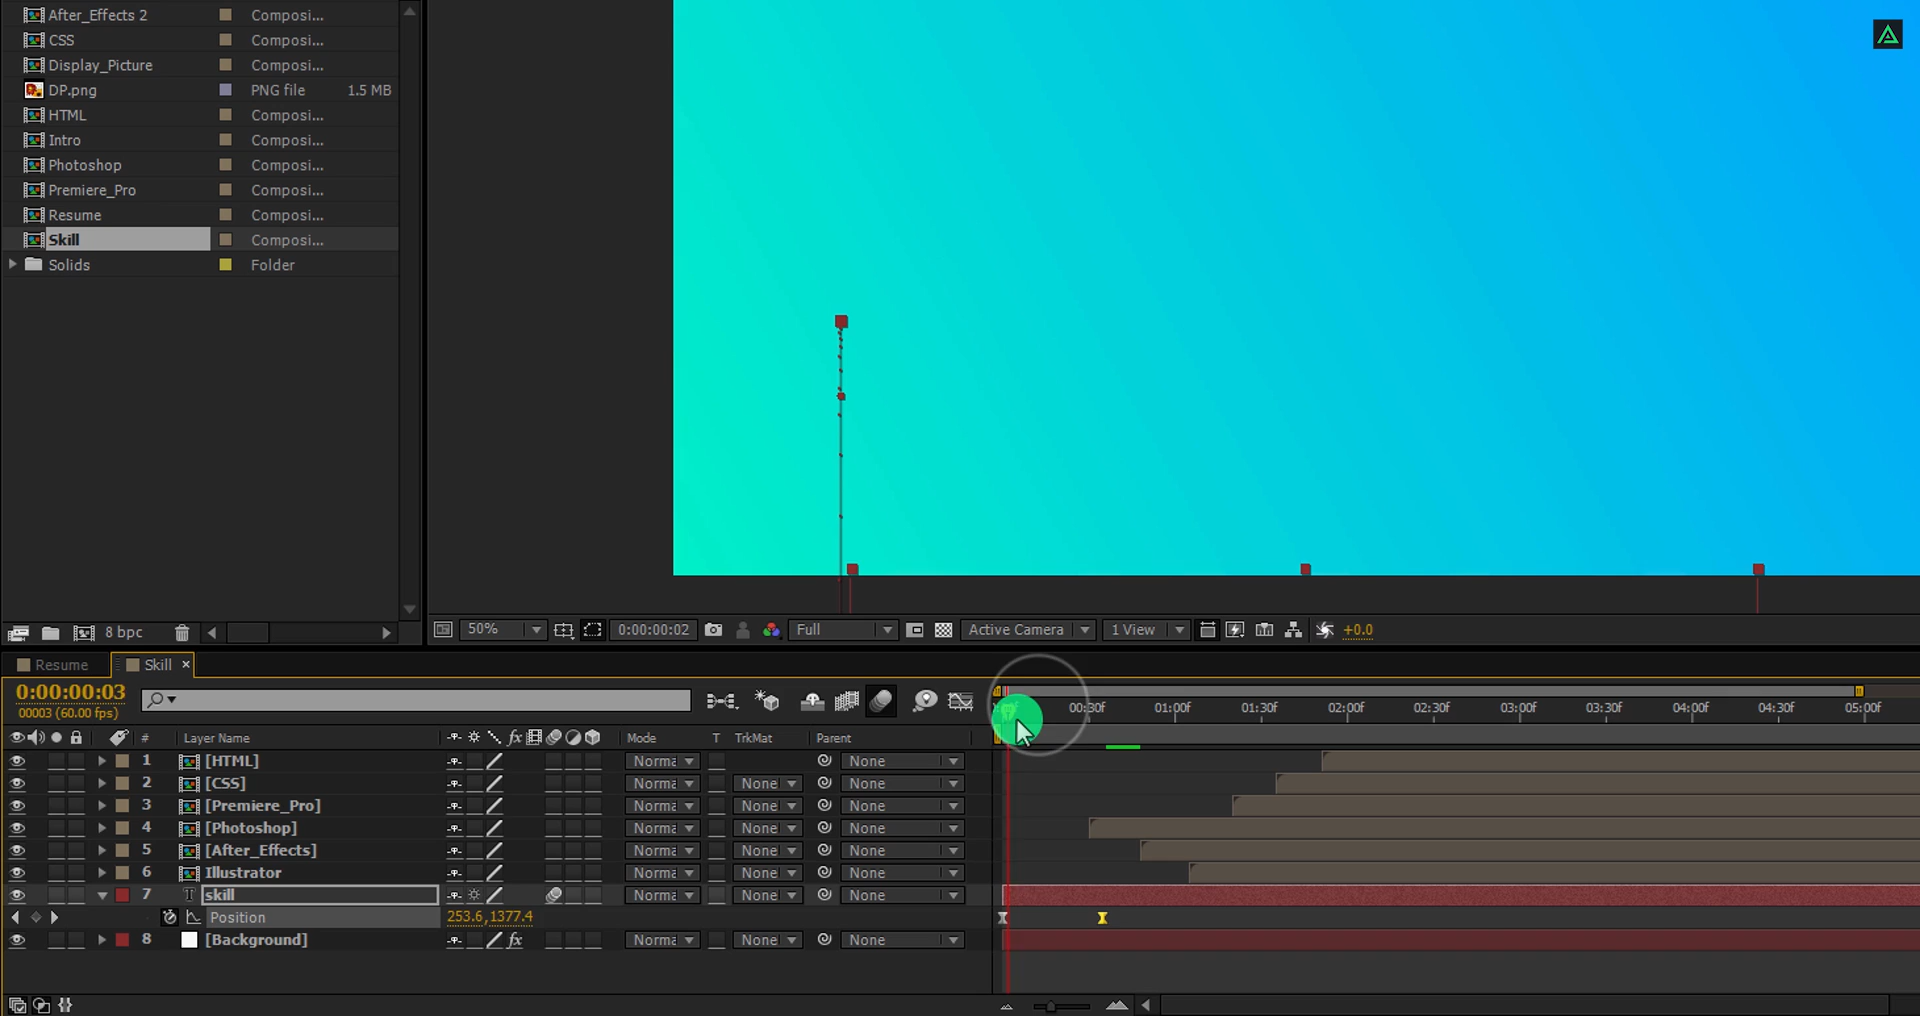 After_Effects 2 Composi...
CSS Composi...
Display_Picture Composi...
DP.png PNG file 1.5 MB
HTML Composi...
Intro Composi...
Photoshop Composi...
Premiere_Pro Composi...
Resume Composi...
Skill Composi...
Solids Folder
8 bpc
50% 0:00:00:02 Full Active Camera 1 View +0.0
Resume Skill ×
0:00:00:03
00003 (60.00 fps)
00:30f 01:00f 01:30f 02:00f 02:30f 03:00f 03:30f 04:00f 04:30f 05:00f
# Layer Name fx Mode T TrkMat Parent
1 [HTML] Norma None
2 [CSS] Norma None None
3 [Premiere_Pro] Norma None None
4 [Photoshop] Norma None None
5 [After_Effects] Norma None None
6 Illustrator Norma None None
7 T skill Norma None None
Position 253.6,1377.4
8 [Background] fx Norma None None